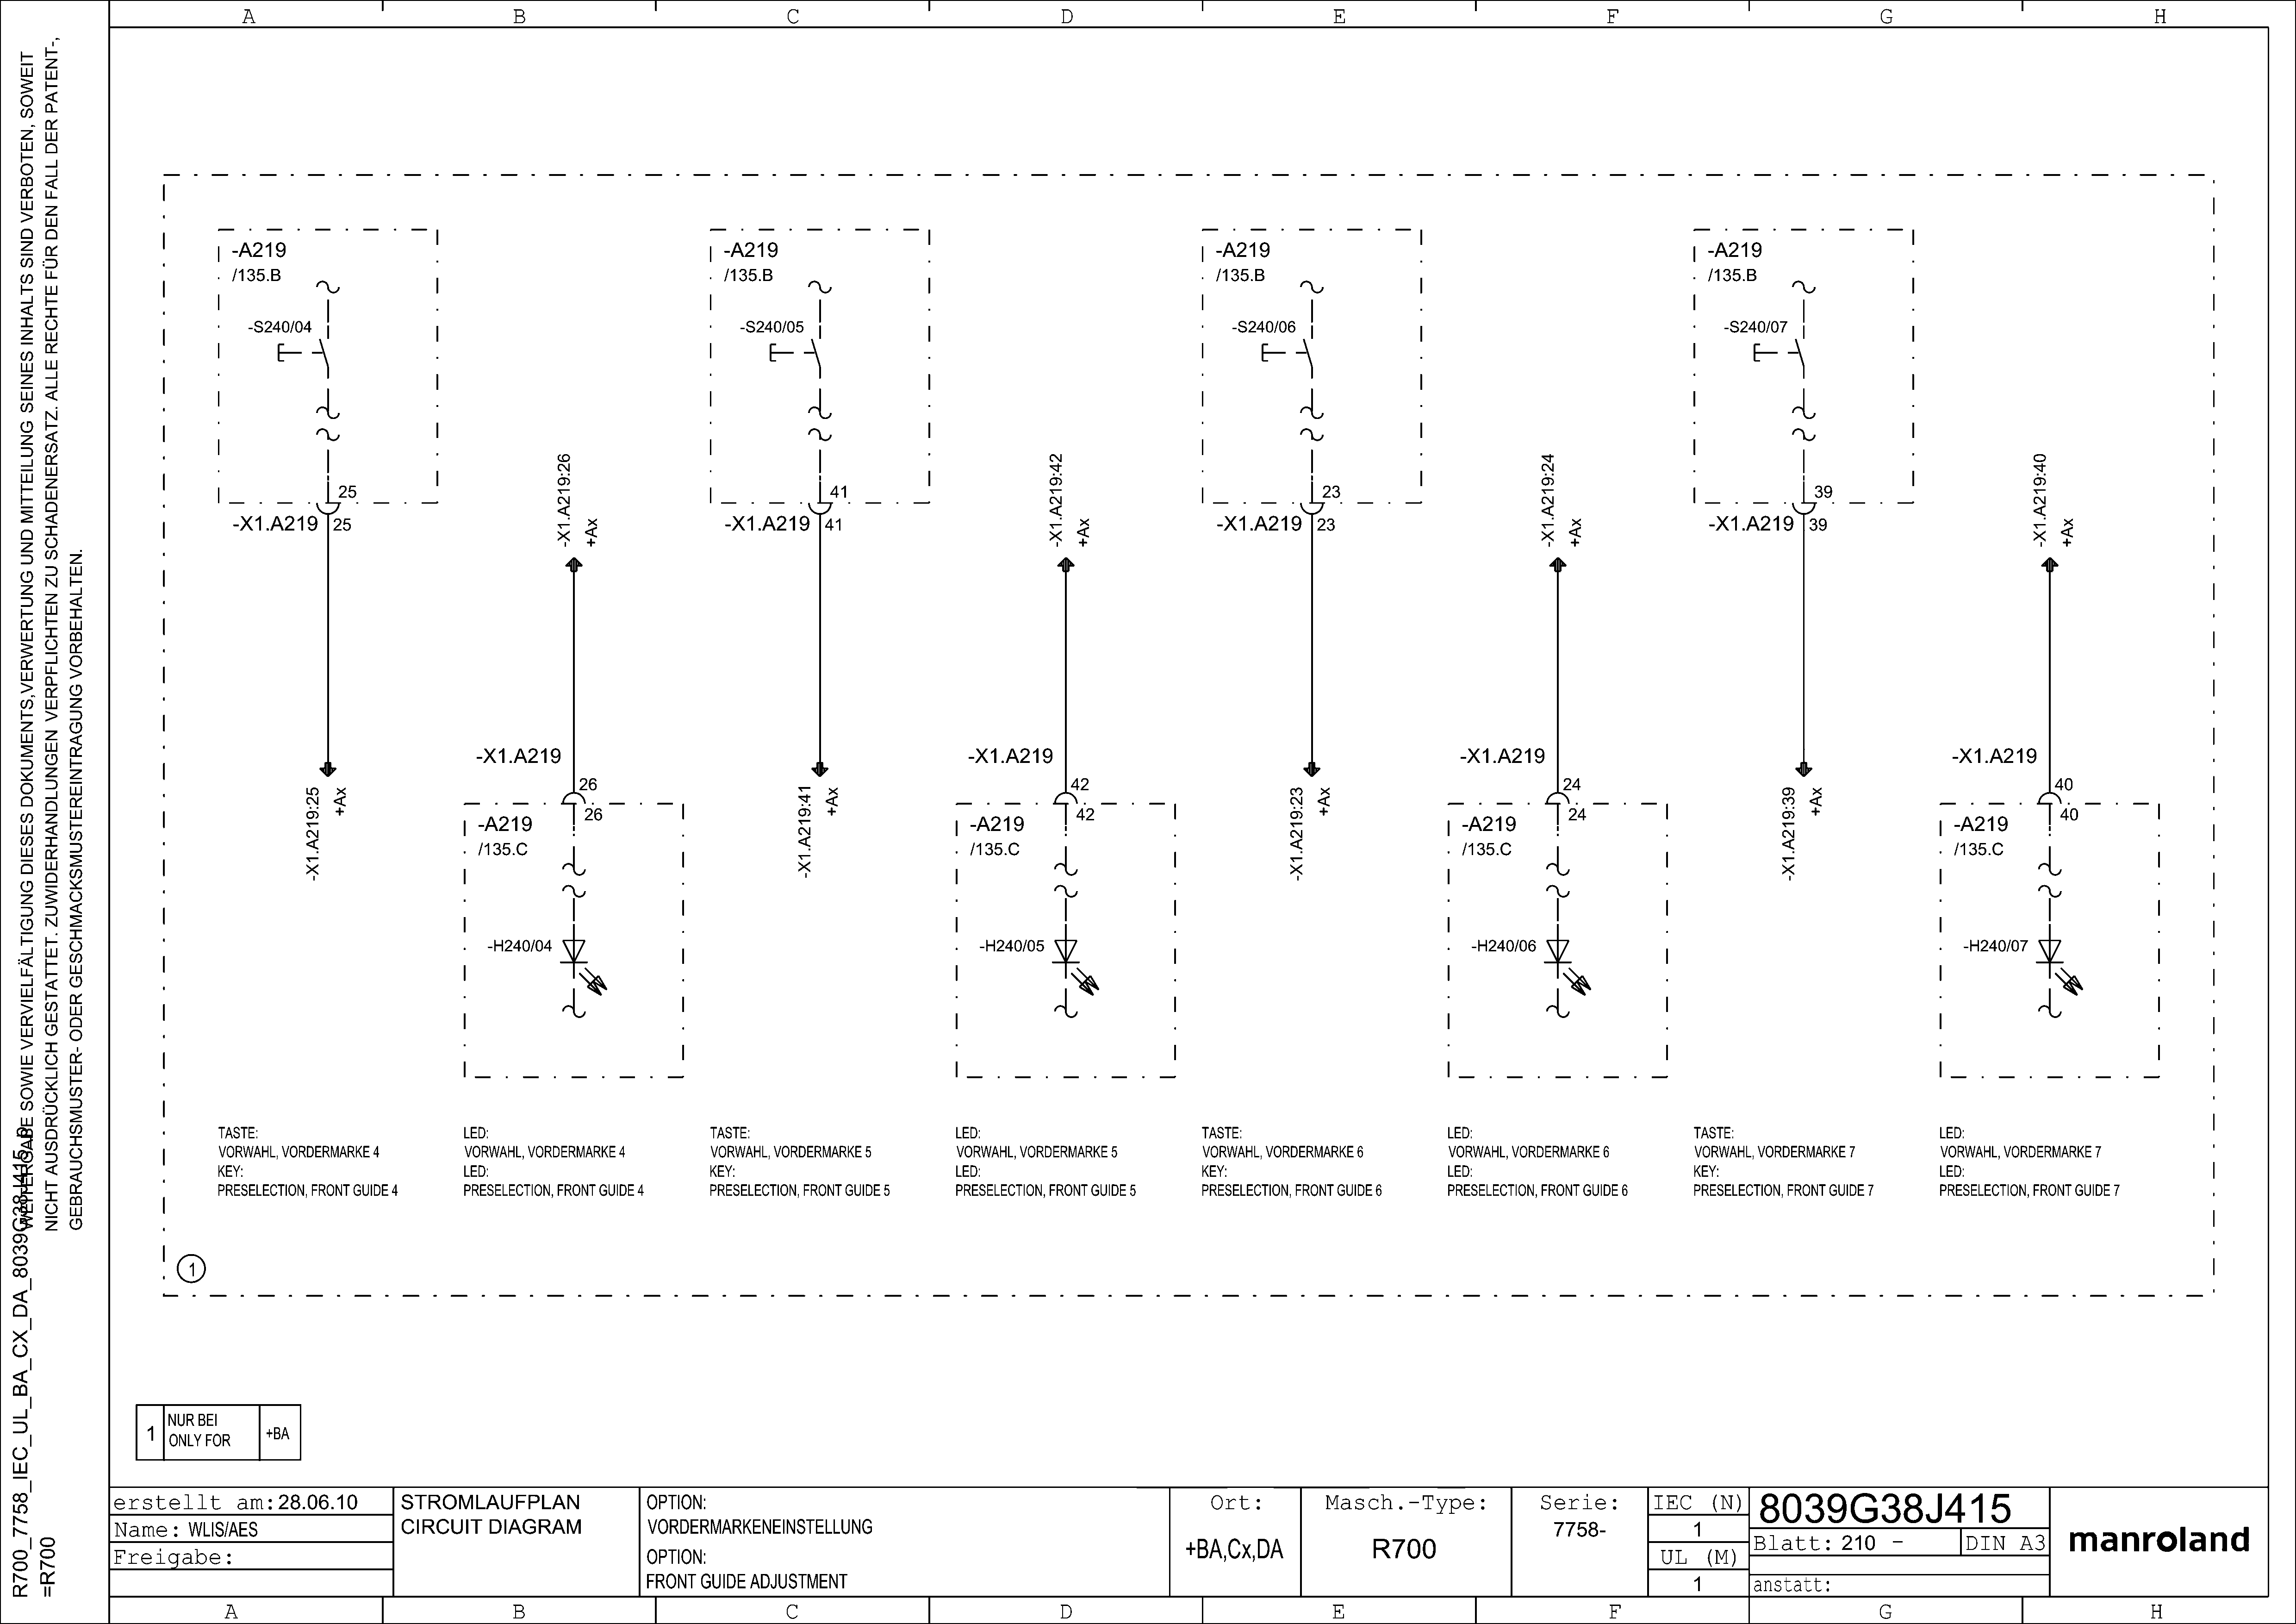 A B C D E F G H
WEITERGABE SOWIE VERVIELFÄLTIGUNG DIESES DOKUMENTS,VERWERTUNG UND MITTEILUNG SEINES INHALTS SIND VERBOTEN, SOWEIT
NICHT AUSDRÜCKLICH GESTATTET. ZUWIDERHANDLUNGEN VERPFLICHTEN ZU SCHADENERSATZ. ALLE RECHTE FÜR DEN FALL DER PATENT-,
GEBRAUCHSMUSTER- ODER GESCHMACKSMUSTEREINTRAGUNG VORBEHALTEN.
R700_7758_IEC_UL_BA_CX_DA_8039G38J415_p
=R700
-A219
/135.B
-S240/04
25
-X1.A219 25
-X1.A219:25
+Ax
-X1.A219:26
+Ax
-X1.A219
26
26
-A219
/135.C
-H240/04
-A219
/135.B
-S240/05
41
-X1.A219 41
-X1.A219:41
+Ax
-X1.A219:42
+Ax
-X1.A219
42
42
-A219
/135.C
-H240/05
-A219
/135.B
-S240/06
23
-X1.A219 23
-X1.A219:23
+Ax
-X1.A219:24
+Ax
-X1.A219
24
24
-A219
/135.C
-H240/06
-A219
/135.B
-S240/07
39
-X1.A219 39
-X1.A219:39
+Ax
-X1.A219:40
+Ax
-X1.A219
40
40
-A219
/135.C
-H240/07
TASTE:
VORWAHL, VORDERMARKE 4
KEY:
PRESELECTION, FRONT GUIDE 4
LED:
VORWAHL, VORDERMARKE 4
LED:
PRESELECTION, FRONT GUIDE 4
TASTE:
VORWAHL, VORDERMARKE 5
KEY:
PRESELECTION, FRONT GUIDE 5
LED:
VORWAHL, VORDERMARKE 5
LED:
PRESELECTION, FRONT GUIDE 5
TASTE:
VORWAHL, VORDERMARKE 6
KEY:
PRESELECTION, FRONT GUIDE 6
LED:
VORWAHL, VORDERMARKE 6
LED:
PRESELECTION, FRONT GUIDE 6
TASTE:
VORWAHL, VORDERMARKE 7
KEY:
PRESELECTION, FRONT GUIDE 7
LED:
VORWAHL, VORDERMARKE 7
LED:
PRESELECTION, FRONT GUIDE 7
1
1
NUR BEI
ONLY FOR
+BA
erstellt am: 28.06.10
Name: WLIS/AES
Freigabe:
STROMLAUFPLAN
CIRCUIT DIAGRAM
OPTION:
VORDERMARKENEINSTELLUNG
OPTION:
FRONT GUIDE ADJUSTMENT
Ort:
+BA,Cx,DA
Masch.-Type:
R700
Serie:
7758-
IEC (N)
1
UL (M)
1
8039G38J415
Blatt: 210 -
DIN A3
anstatt:
manroland
A B C D E F G H